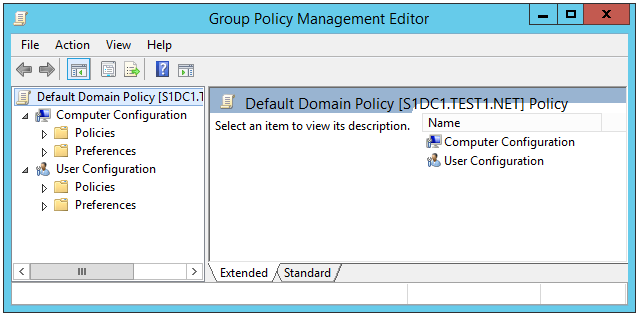 Group Policy Management Editor
File Action View Help
Default Domain Policy [S1DC1.T
Computer Configuration
Policies
Preferences
User Configuration
Policies
Preferences
Default Domain Policy [S1DC1.TEST1.NET] Policy
Select an item to view its description.
Name
Computer Configuration
User Configuration
Extended Standard